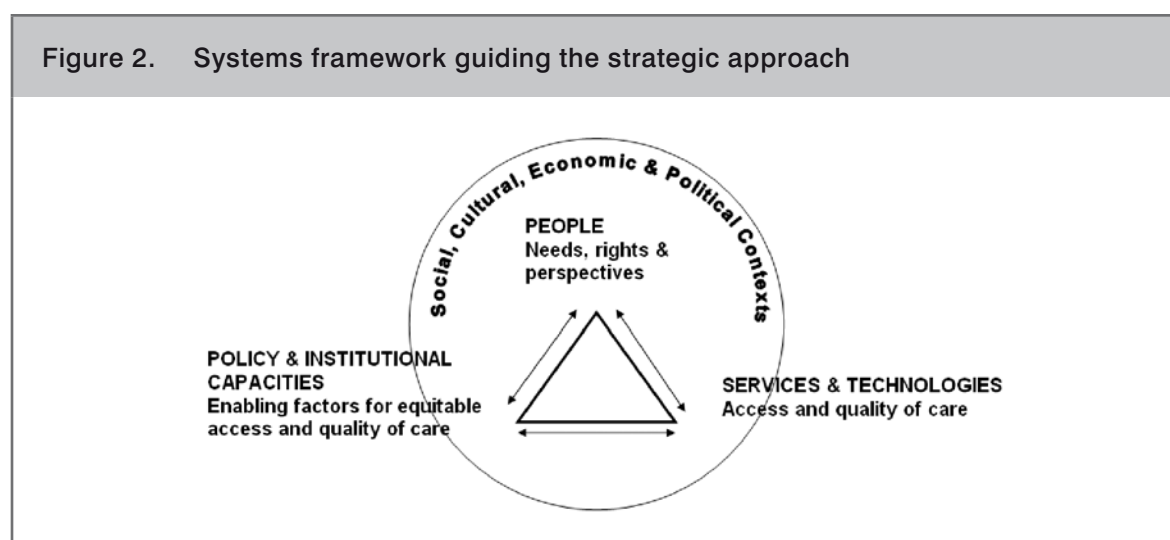 Figure 2. Systems framework guiding the strategic approach
Social, Cultural, Economic & Political Contexts
PEOPLE
Needs, rights &
perspectives
POLICY & INSTITUTIONAL
CAPACITIES
Enabling factors for equitable
access and quality of care
SERVICES & TECHNOLOGIES
Access and quality of care